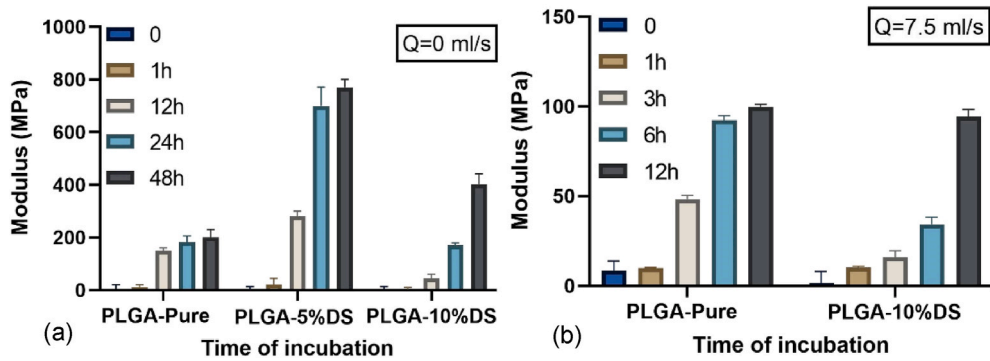 Modulus (MPa)
1000
800
600
400
200
0
0
1h
12h
24h
48h
Q=0 ml/s
PLGA-Pure PLGA-5%DS PLGA-10%DS
(a)
Time of incubation
Modulus (MPa)
150
100
50
0
0
1h
3h
6h
12h
Q=7.5 ml/s
PLGA-Pure PLGA-10%DS
(b)
Time of incubation